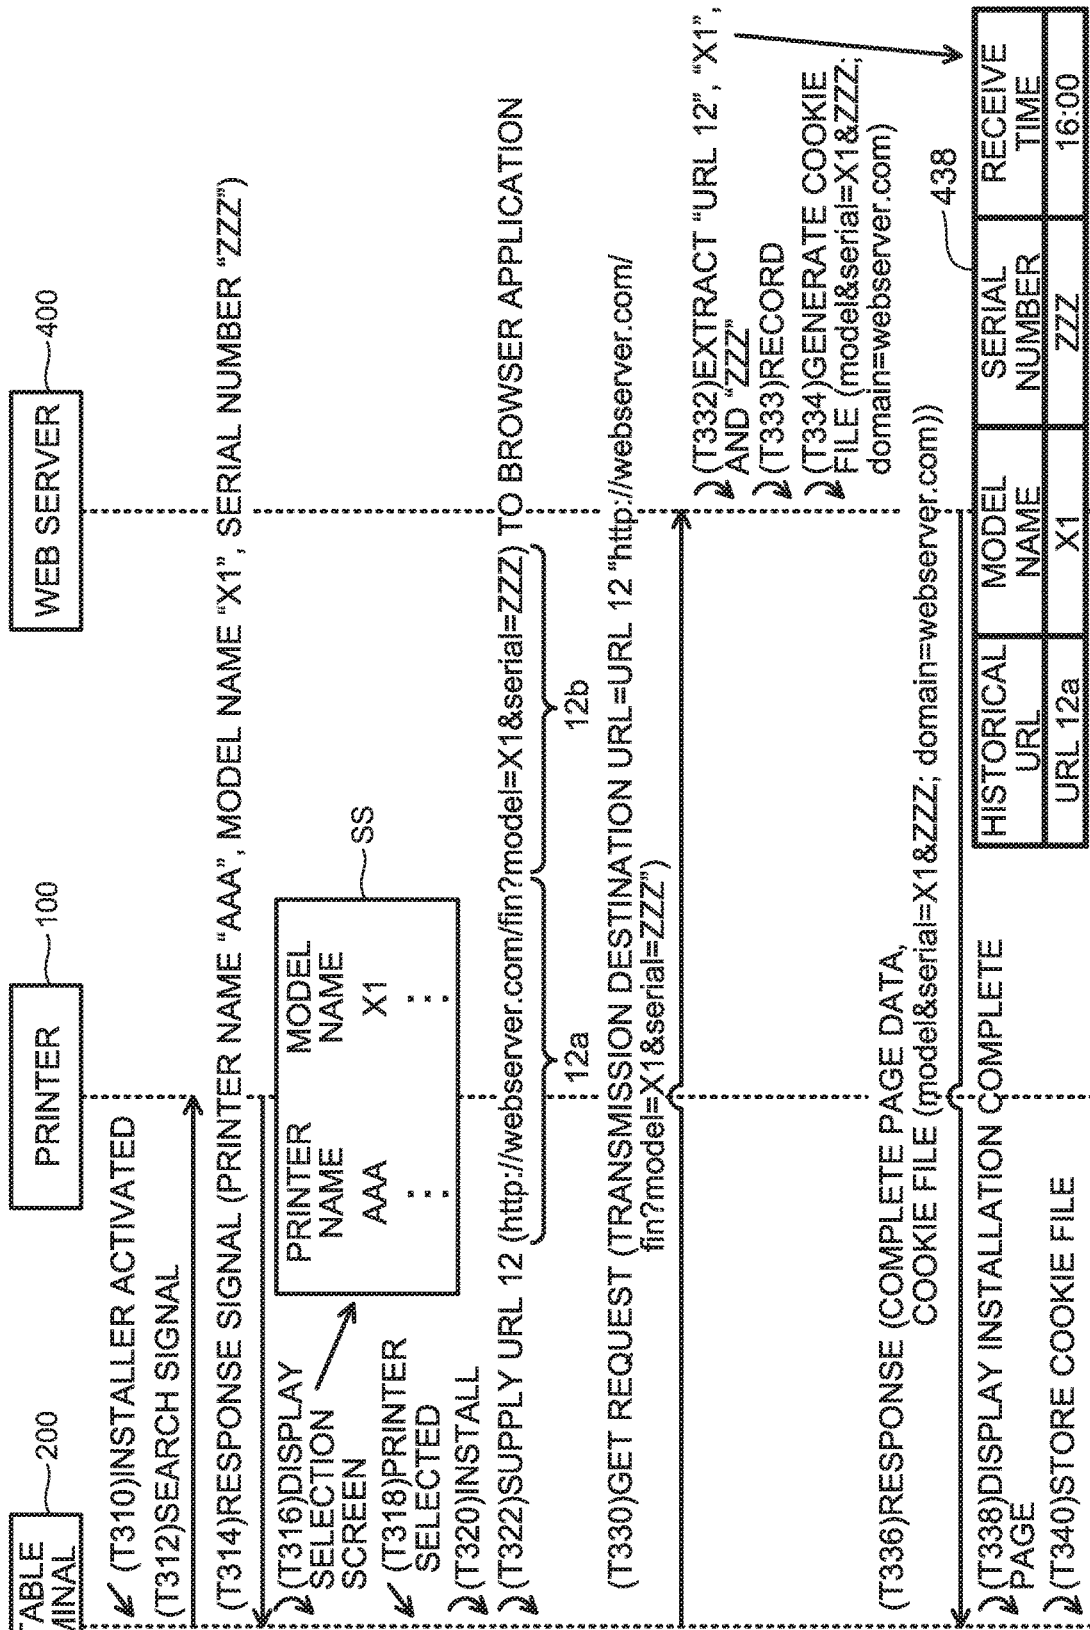 TABLE
MINAL
200
PRINTER
100
WEB SERVER
400
(T310)INSTALLER ACTIVATED
(T312)SEARCH SIGNAL
(T314)RESPONSE SIGNAL (PRINTER NAME “AAA”, MODEL NAME “X1”, SERIAL NUMBER “ZZZ”)
(T316)DISPLAY
SELECTION
SCREEN
SS
PRINTER
NAME
MODEL
NAME
AAA
X1
(T318)PRINTER
SELECTED
(T320)INSTALL
(T322)SUPPLY URL 12 (http://webserver.com/fin?model=X1&serial=ZZZ) TO BROWSER APPLICATION
12a
12b
(T330)GET REQUEST (TRANSMISSION DESTINATION URL=URL 12 "http://webserver.com/
fin?model=X1&serial=ZZZ")
(T332)EXTRACT “URL 12”, “X1”,
AND “ZZZ”
(T333)RECORD
(T334)GENERATE COOKIE
FILE (model&serial=X1&ZZZ;
domain=webserver.com)
(T336)RESPONSE (COMPLETE PAGE DATA,
COOKIE FILE (model&serial=X1&ZZZ; domain=webserver.com))
438
HISTORICAL
URL
MODEL
NAME
SERIAL
NUMBER
RECEIVE
TIME
URL 12a
X1
ZZZ
16:00
(T338)DISPLAY INSTALLATION COMPLETE
PAGE
(T340)STORE COOKIE FILE